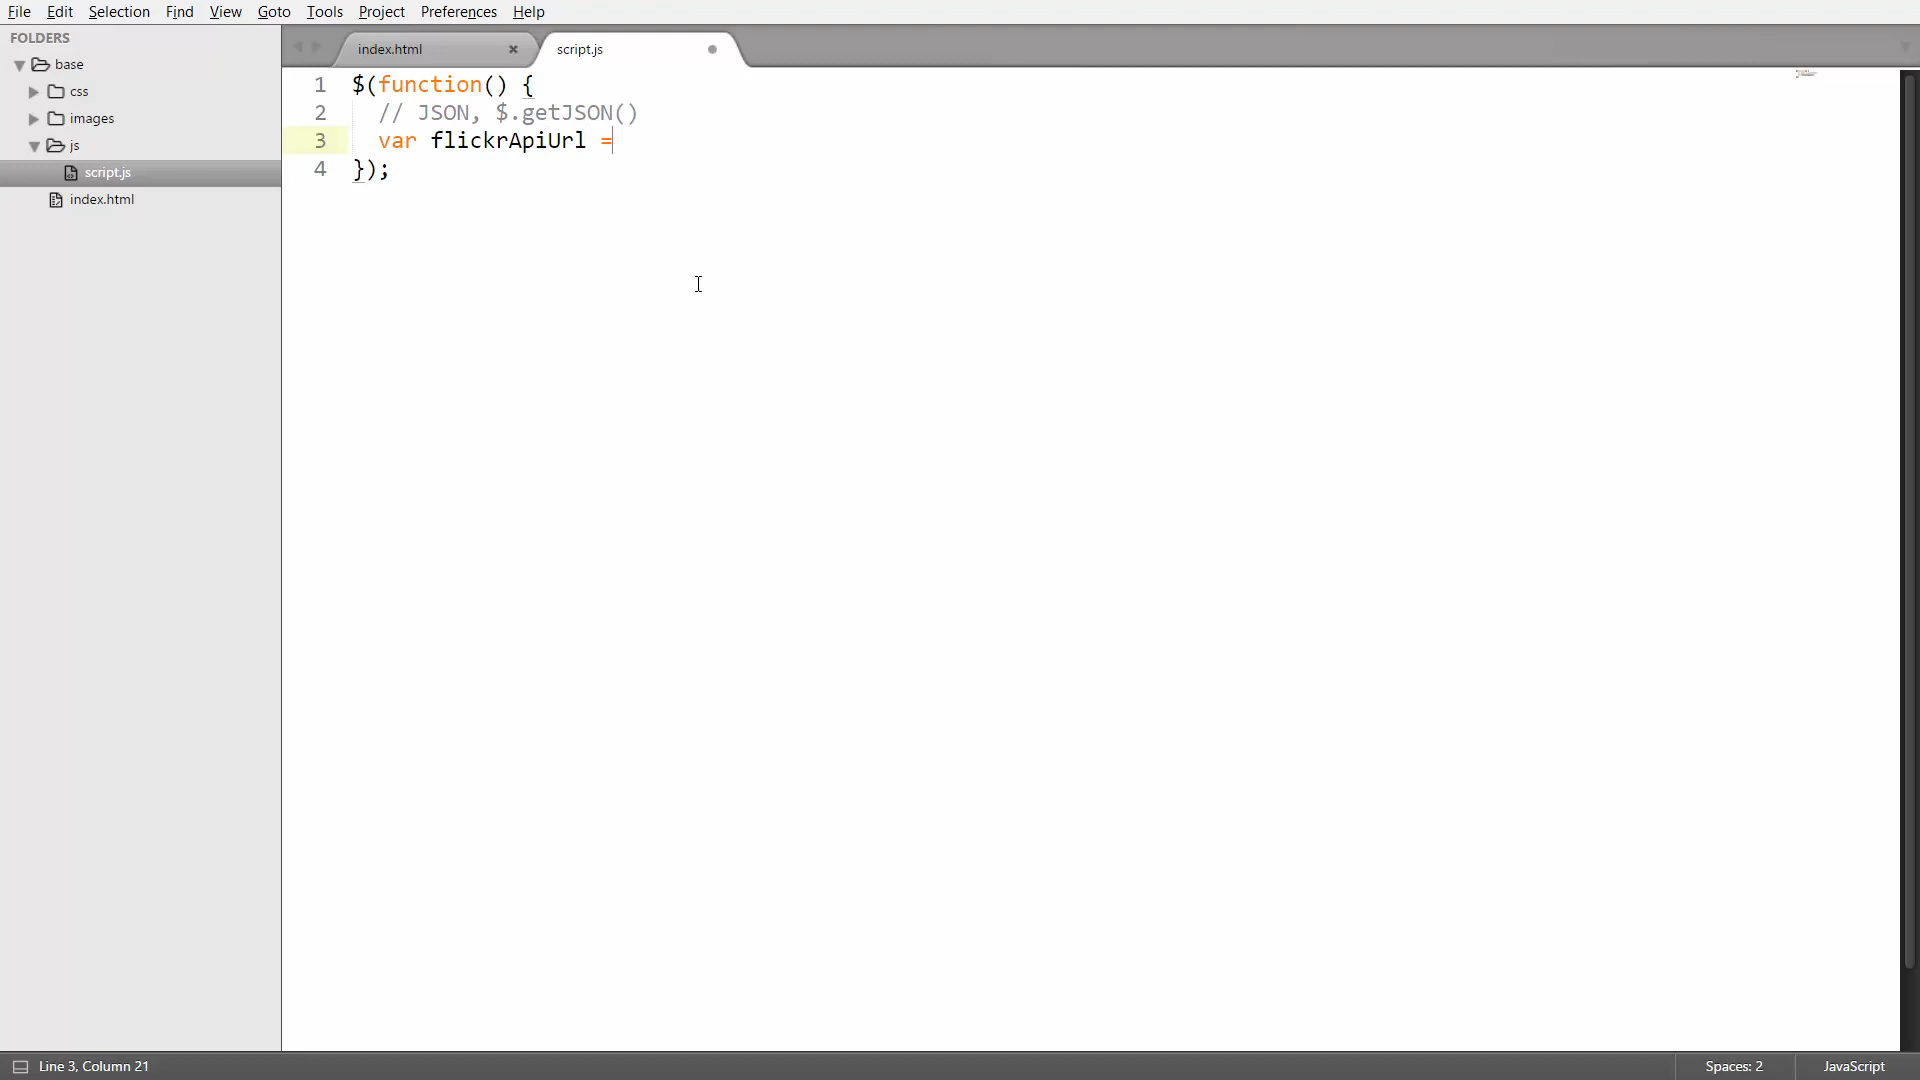 File Edit Selection Find View Goto Tools Project Preferences Help
FOLDERS
base
css
images
js
script.js
index.html
index.html script.js
1 $(function() {
2 // JSON, $.getJSON()
3 var flickrApiUrl =
4 });
Line 3, Column 21 Spaces: 2 JavaScript